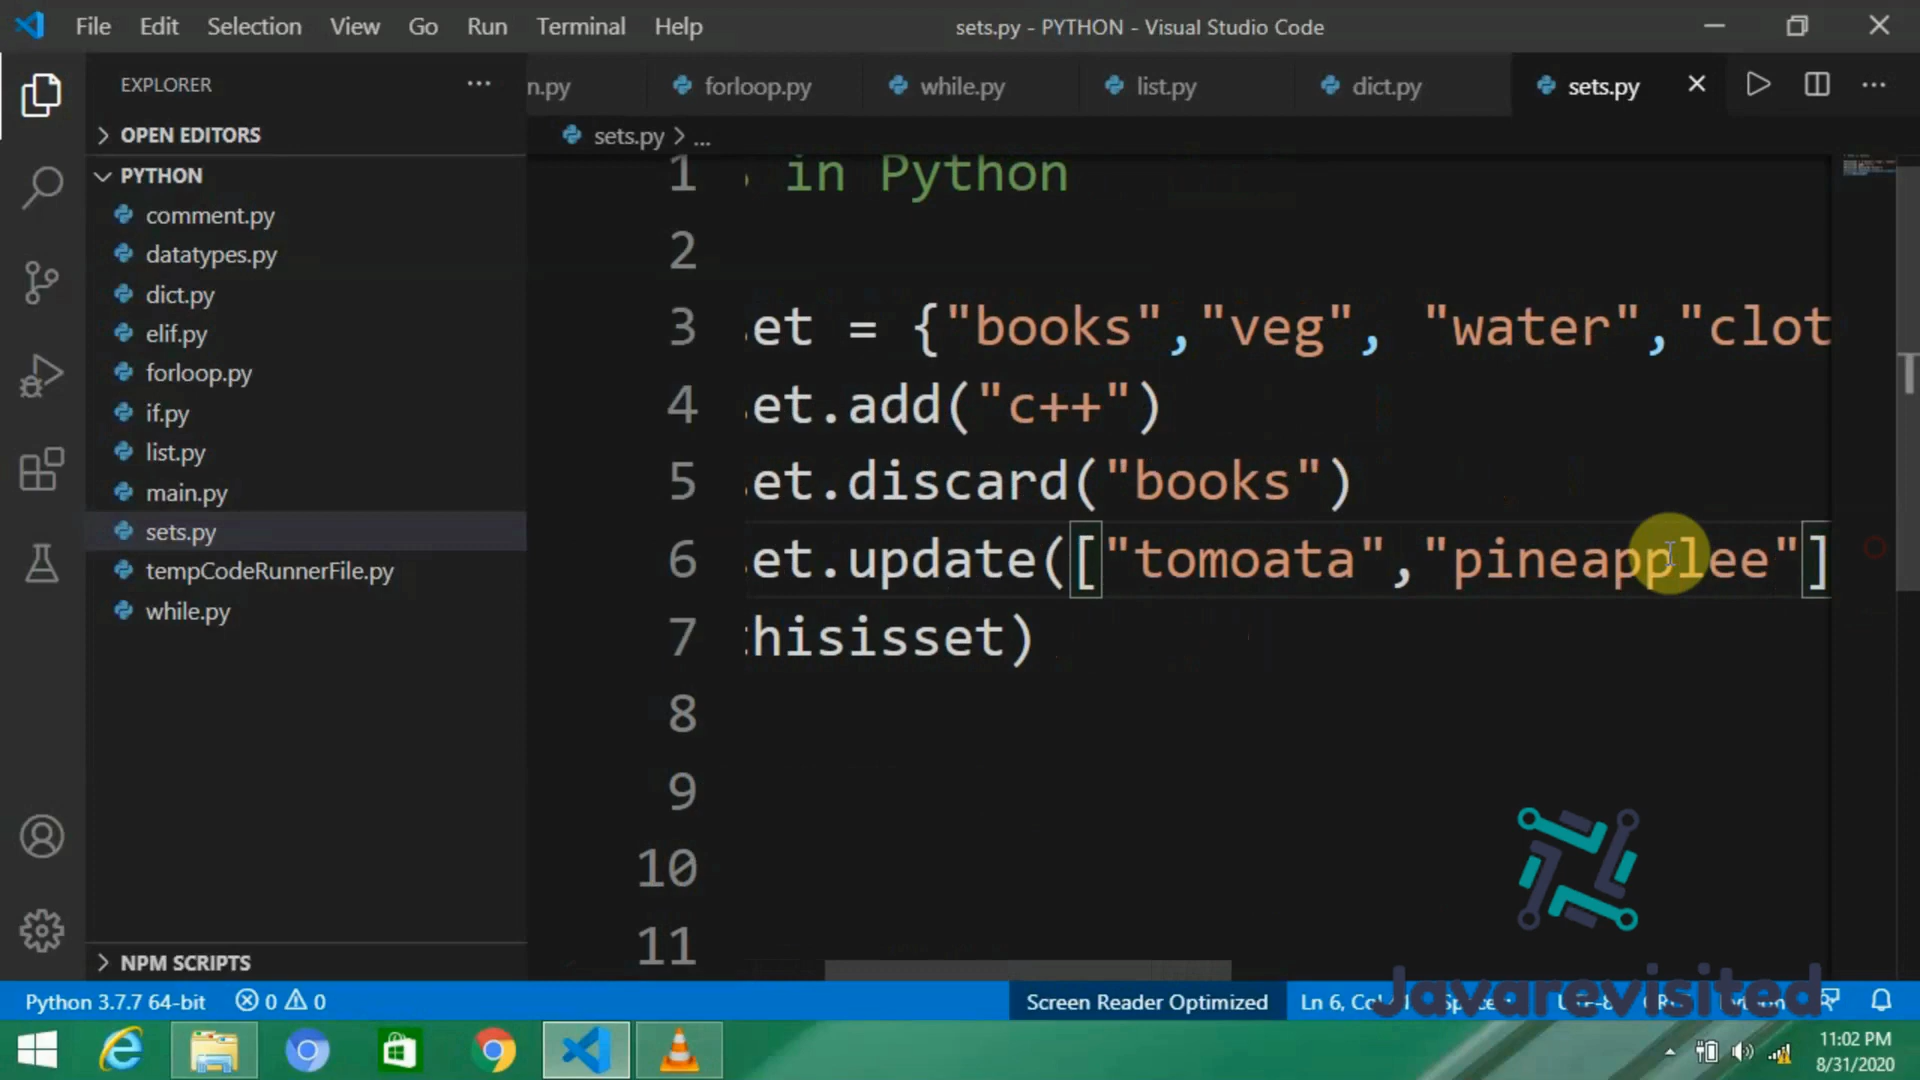 File Edit Selection View Go Run Terminal Help
sets.py - PYTHON - Visual Studio Code
EXPLORER
n.py forloop.py while.py list.py dict.py sets.py
OPEN EDITORS
sets.py > ...
PYTHON
comment.py
datatypes.py
dict.py
elif.py
forloop.py
if.py
list.py
main.py
sets.py
tempCodeRunnerFile.py
while.py
NPM SCRIPTS
1 in Python
2
3 et = {"books","veg", "water","clot
4 et.add("c++")
5 et.discard("books")
6 et.update(["tomoata","pineapplee"]
7 hisisset)
8
9
10
11
Javarevisited
Python 3.7.7 64-bit 0 0 Screen Reader Optimized Ln 6,
11:02 PM
8/31/2020